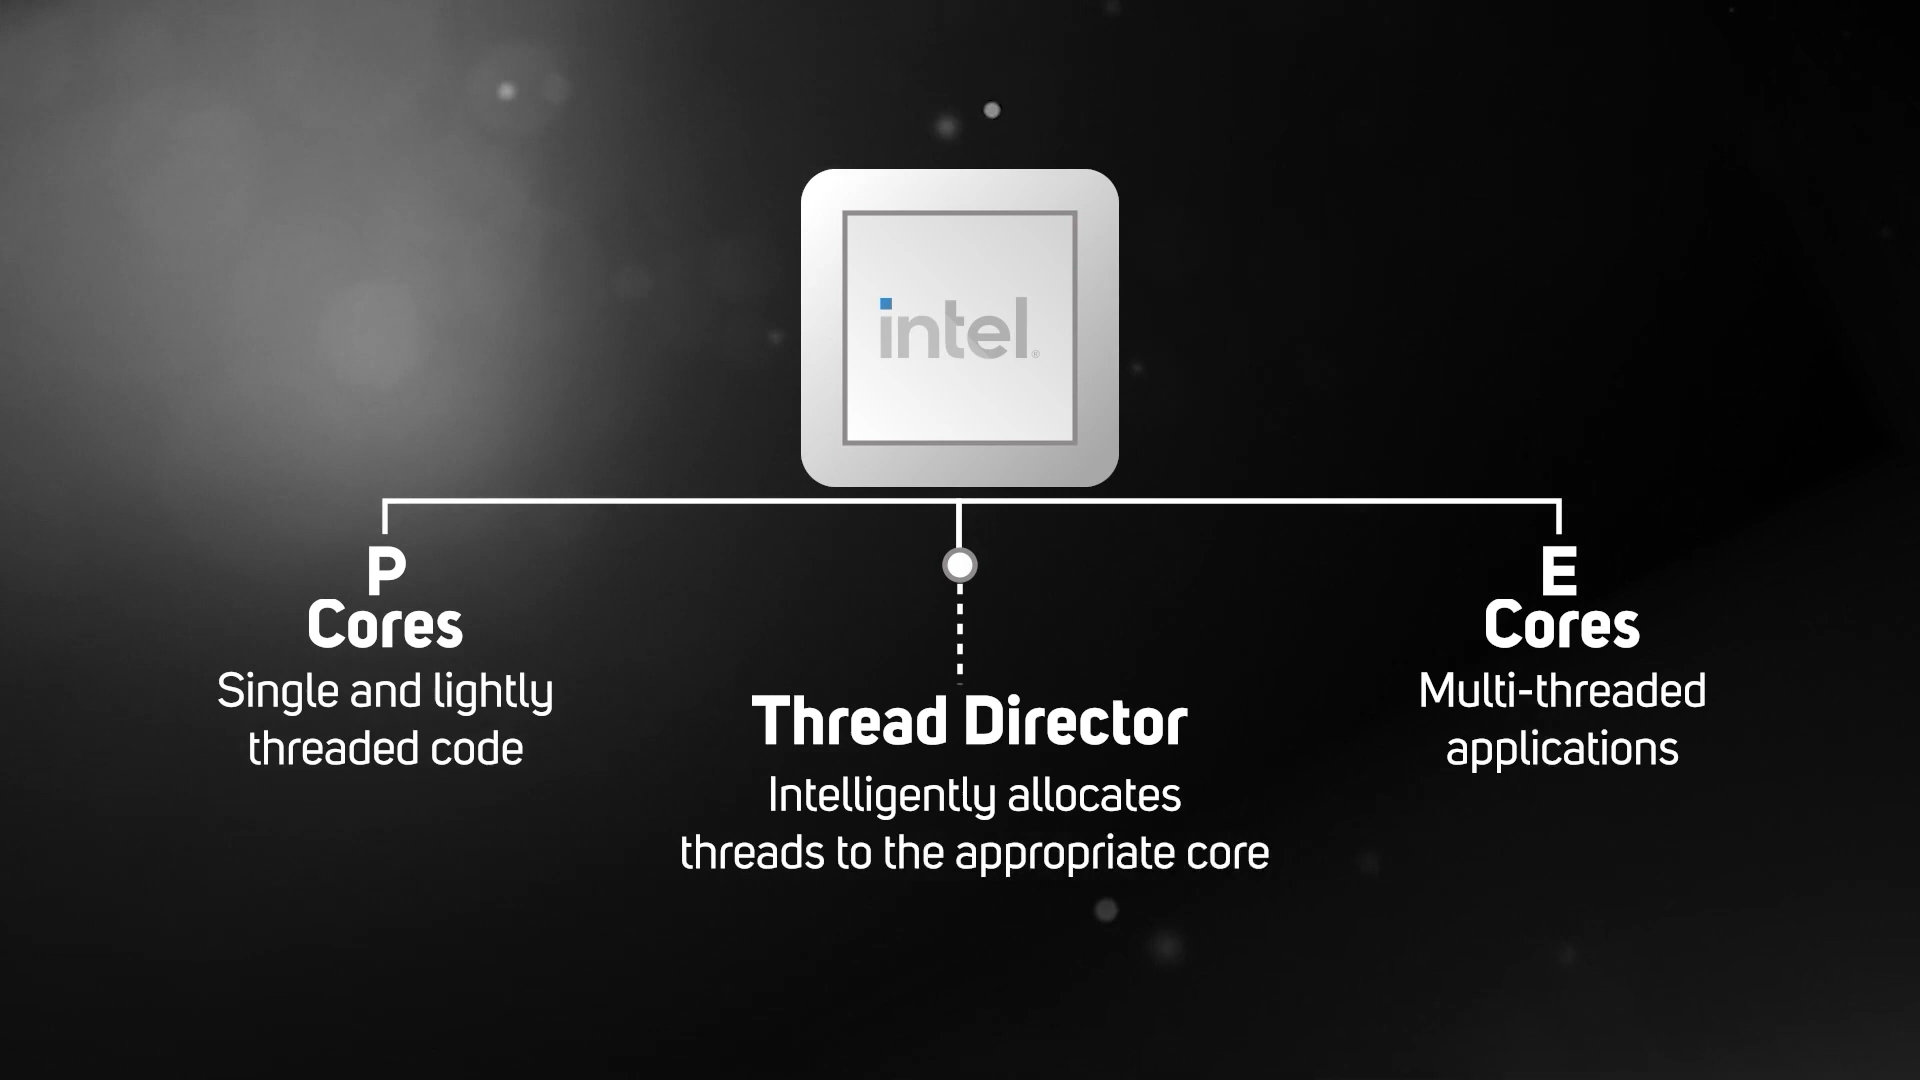 intel®
P
Cores
Single and lightly
threaded code
Thread Director
Intelligently allocates
threads to the appropriate core
E
Cores
Multi-threaded
applications